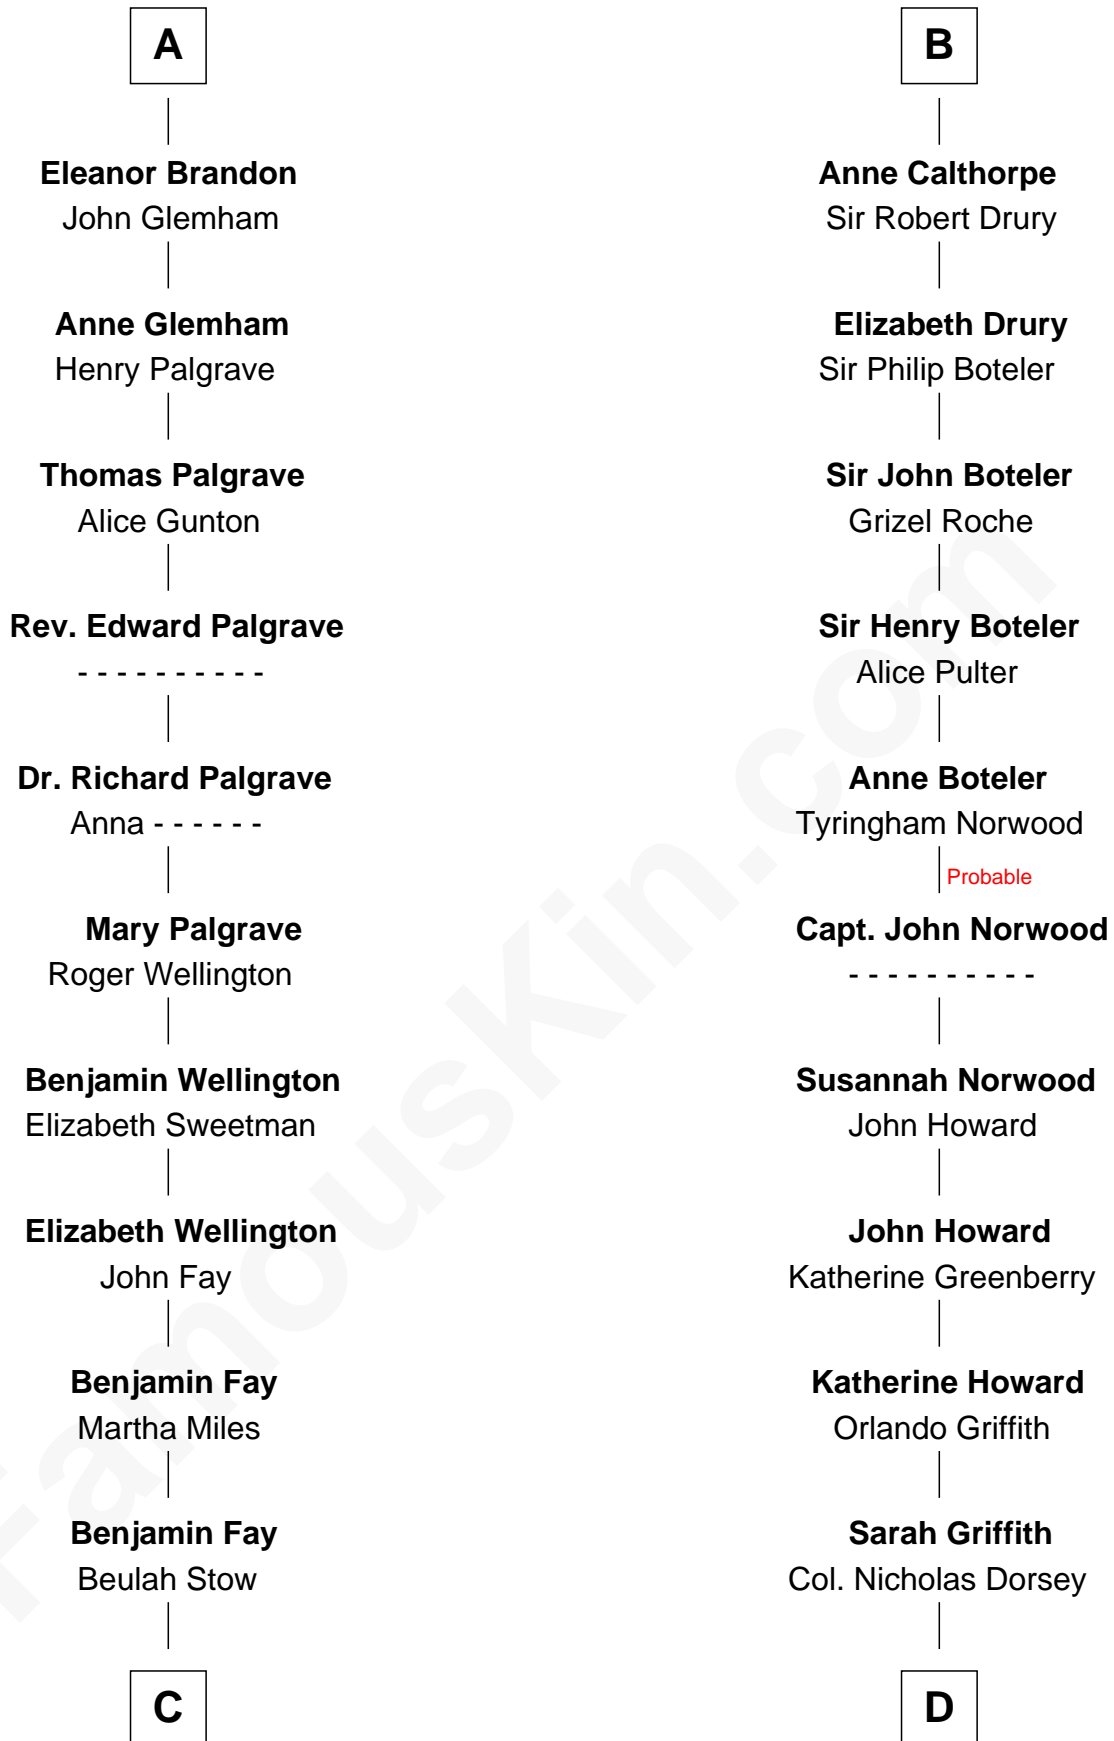 A
Eleanor Brandon
John Glemham
Anne Glemham
Henry Palgrave
Thomas Palgrave
Alice Gunton
Rev. Edward Palgrave
- - - - - - - - - -
Dr. Richard Palgrave
Anna - - - - - -
Mary Palgrave
Roger Wellington
Benjamin Wellington
Elizabeth Sweetman
Elizabeth Wellington
John Fay
Benjamin Fay
Martha Miles
Benjamin Fay
Beulah Stow
C
B
Anne Calthorpe
Sir Robert Drury
Elizabeth Drury
Sir Philip Boteler
Sir John Boteler
Grizel Roche
Sir Henry Boteler
Alice Pulter
Anne Boteler
Tyringham Norwood
Probable
Capt. John Norwood
- - - - - - - - - -
Susannah Norwood
John Howard
John Howard
Katherine Greenberry
Katherine Howard
Orlando Griffith
Sarah Griffith
Col. Nicholas Dorsey
D
FamousKin.com